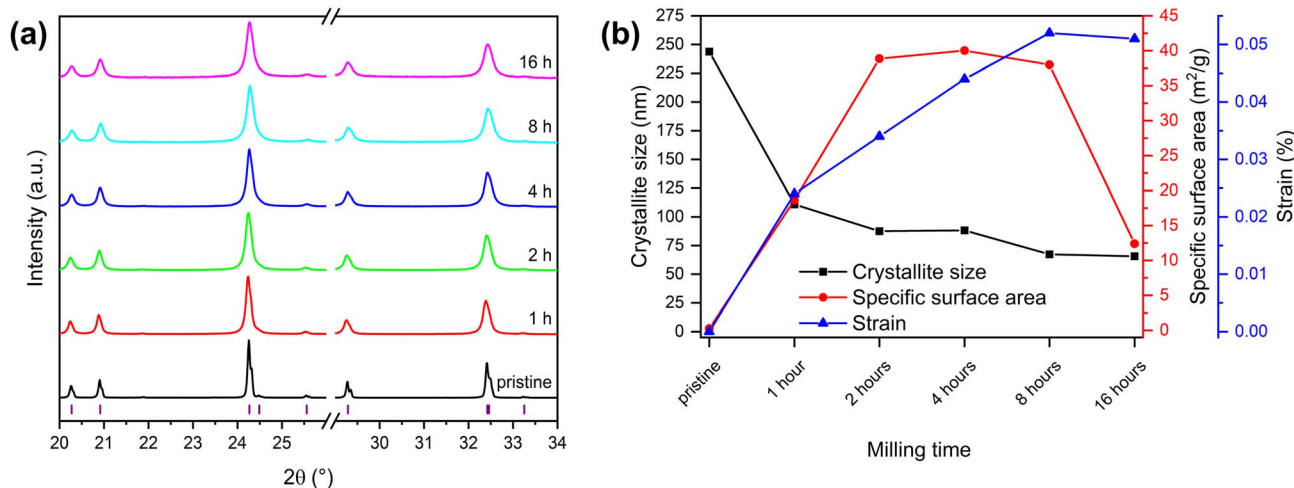 (a)
16 h
8 h
4 h
2 h
1 h
pristine
Intensity (a.u.)
20 21 22 23 24 25 30 31 32 33 34
2θ (°)
(b)
275
250
225
200
175
150
125
100
75
50
25
0
Crystallite size (nm)
Crystallite size
Specific surface area
Strain
45
40
35
30
25
20
15
10
5
0
Specific surface area (m²/g)
0.05
0.04
0.03
0.02
0.01
0.00
Strain (%)
pristine
1 hour
2 hours
4 hours
8 hours
16 hours
Milling time